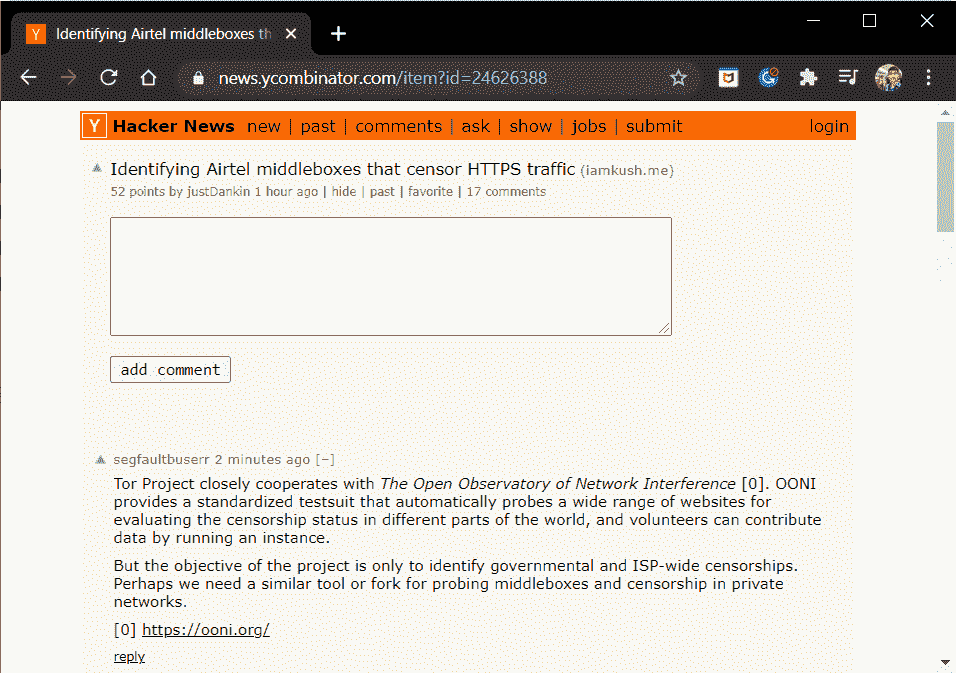 Y Identifying Airtel middleboxes th
news.ycombinator.com/item?id=24626388
Y Hacker News new | past | comments | ask | show | jobs | submit login
Identifying Airtel middleboxes that censor HTTPS traffic (iamkush.me)
52 points by justDankin 1 hour ago | hide | past | favorite | 17 comments
add comment
segfaultbuserr 2 minutes ago [–]
Tor Project closely cooperates with The Open Observatory of Network Interference [0]. OONI
provides a standardized testsuit that automatically probes a wide range of websites for
evaluating the censorship status in different parts of the world, and volunteers can contribute
data by running an instance.
But the objective of the project is only to identify governmental and ISP-wide censorships.
Perhaps we need a similar tool or fork for probing middleboxes and censorship in private
networks.
[0] https://ooni.org/
reply